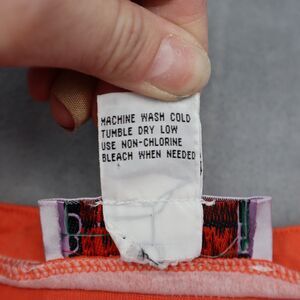 MACHINE WASH COLD
TUMBLE DRY LOW
USE NON-CHLORINE
BLEACH WHEN NEEDED